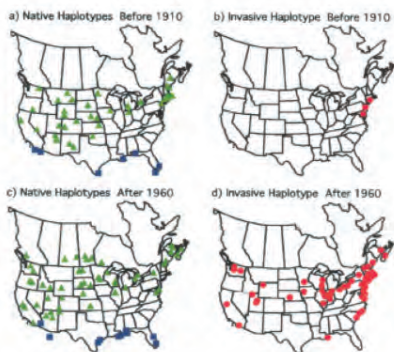 a) Native Haplotypes Before 1910
b) Invasive Haplotype Before 1910
c) Native Haplotypes After 1960
d) Invasive Haplotype After 1960